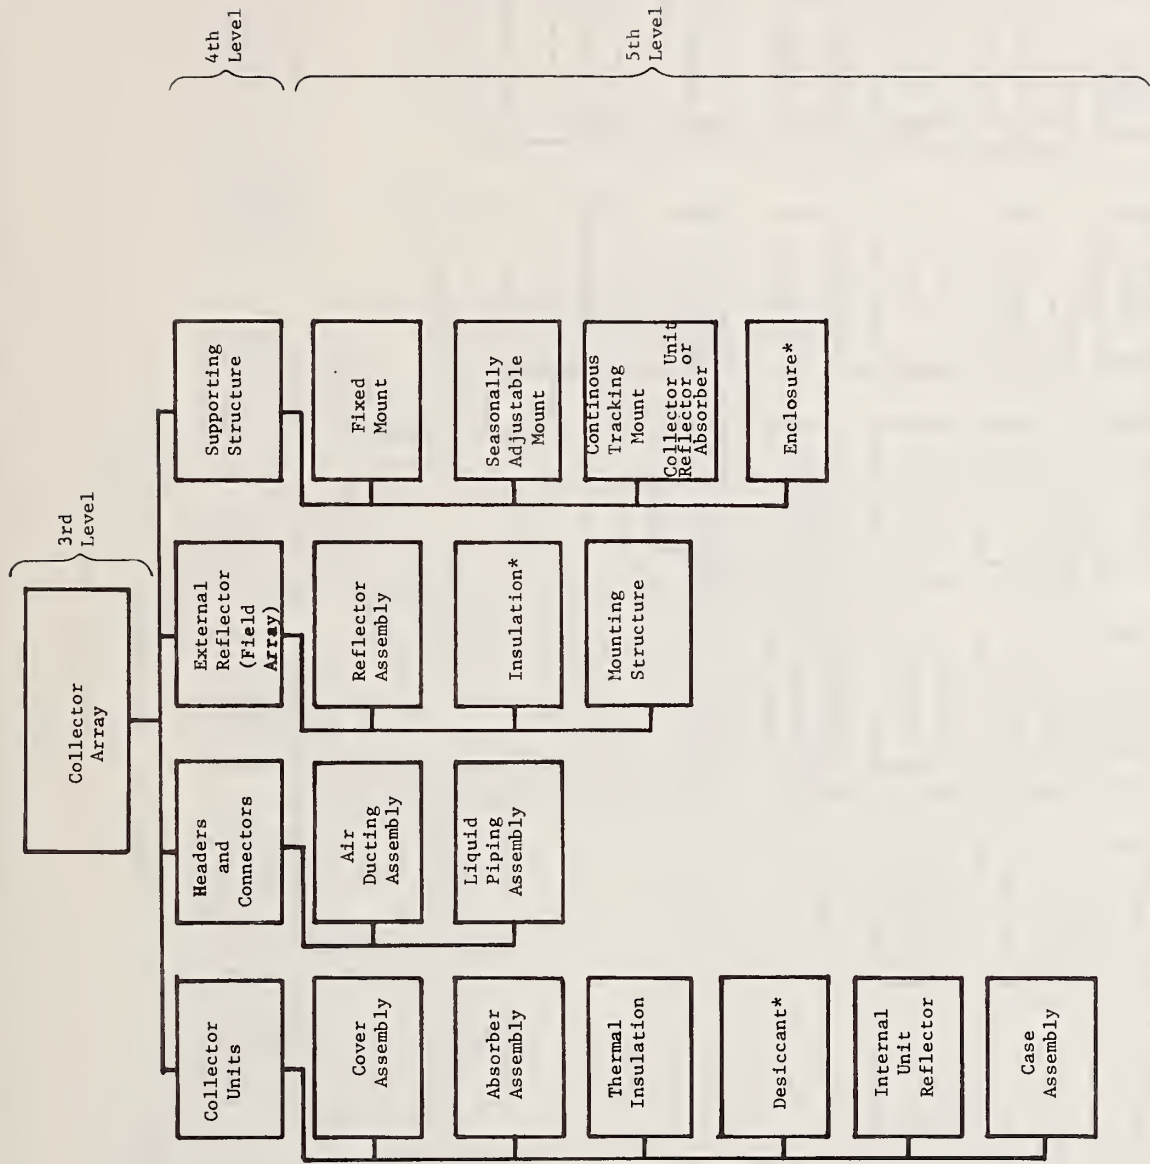 Collector
Array
3rd
Level
4th
Level
5th
Level
Collector
Units
Headers
and
Connectors
External
Reflector
(Field
Array)
Supporting
Structure
Cover
Assembly
Absorber
Assembly
Thermal
Insulation
Desiccant*
Internal
Unit
Reflector
Case
Assembly
Air
Ducting
Assembly
Liquid
Piping
Assembly
Reflector
Assembly
Insulation*
Mounting
Structure
Fixed
Mount
Seasonally
Adjustable
Mount
Continous
Tracking
Mount
Collector Unit
Reflector or
Absorber
Enclosure*